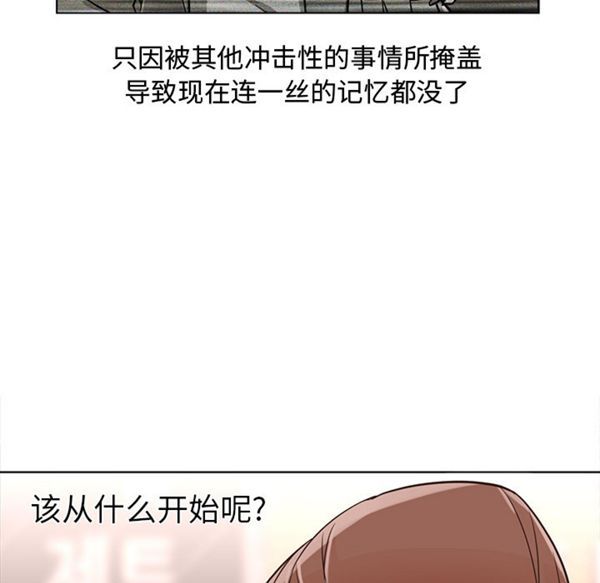 只因被其他冲击性的事情所掩盖
导致现在连一丝的记忆都没了
该从什么开始呢?